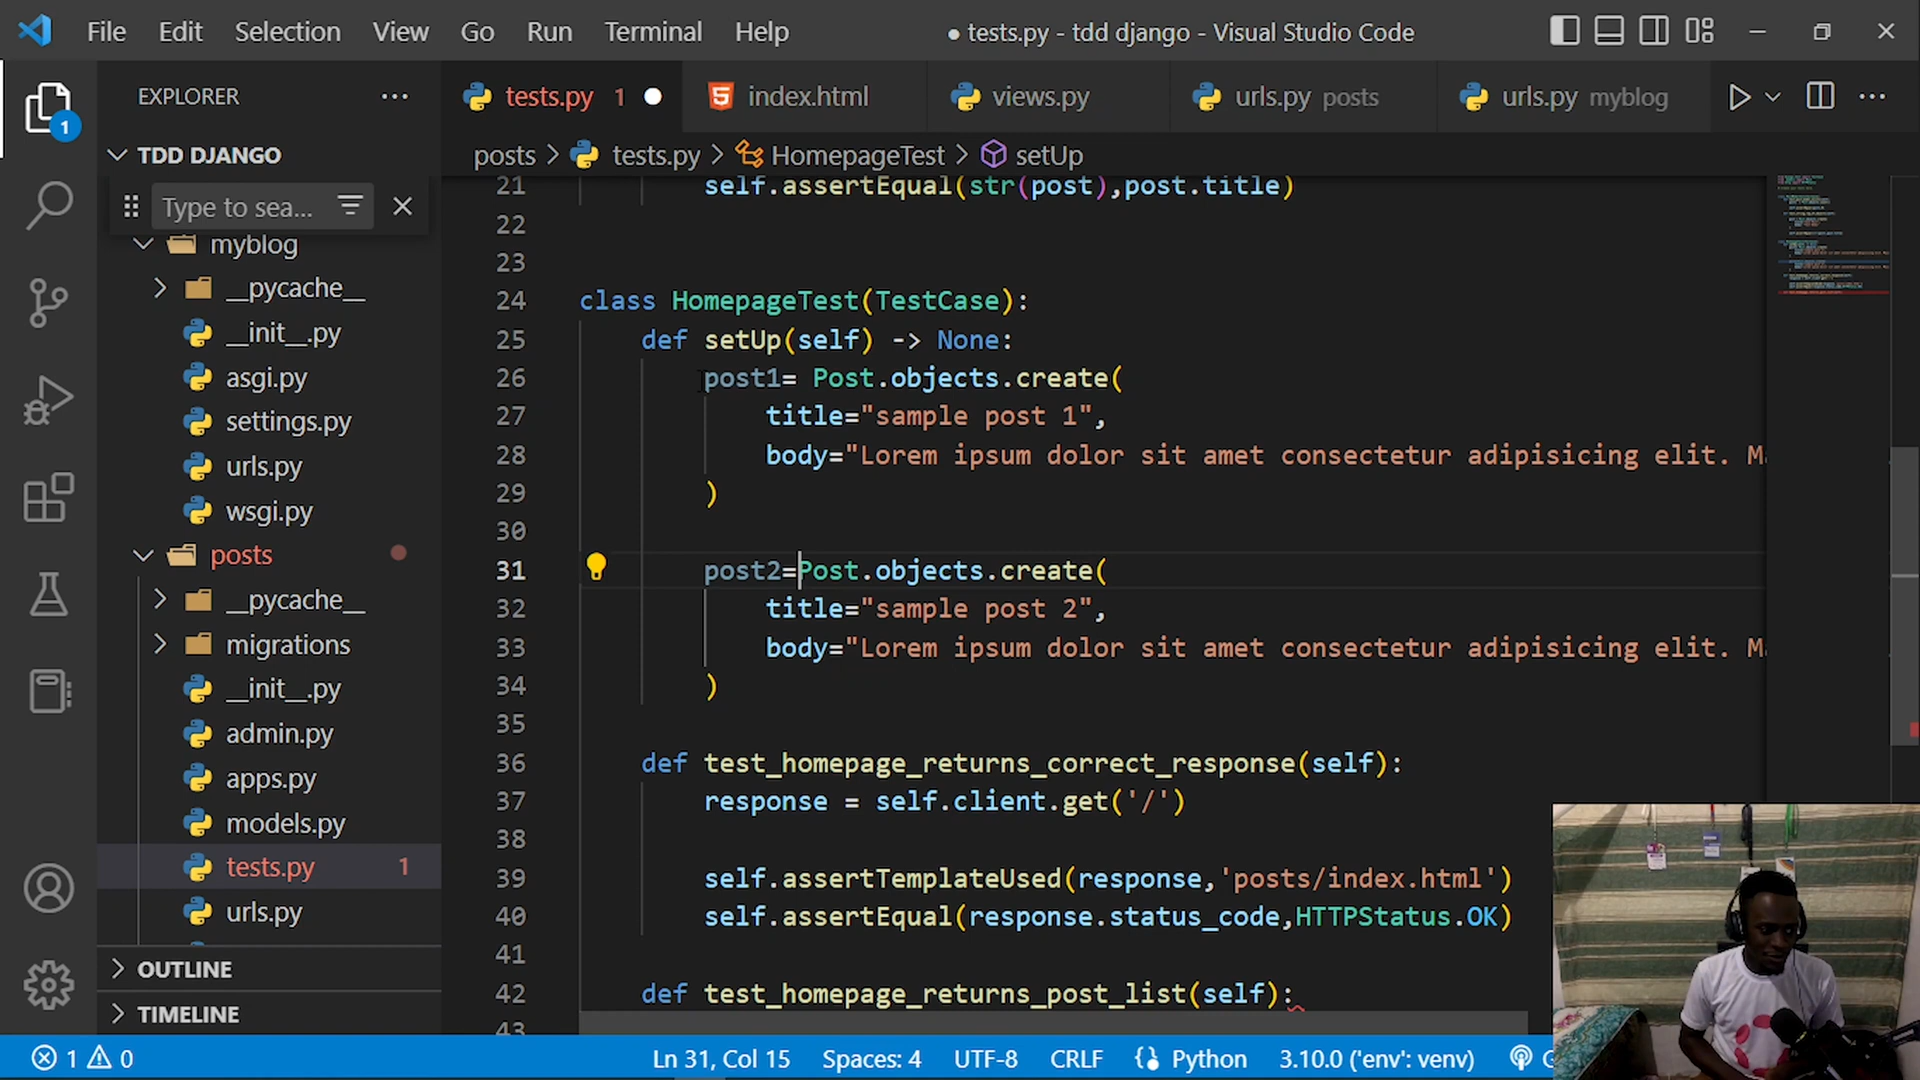 File Edit Selection View Go Run Terminal Help
● tests.py - tdd django - Visual Studio Code
EXPLORER
tests.py 1
index.html
views.py
urls.py posts
urls.py myblog
TDD DJANGO
posts > tests.py > HomepageTest > setUp
Type to sea...
myblog
__pycache__
__init__.py
asgi.py
settings.py
urls.py
wsgi.py
posts
__pycache__
migrations
__init__.py
admin.py
apps.py
models.py
tests.py 1
urls.py
OUTLINE
TIMELINE
21 self.assertEqual(str(post),post.title)
22
23
24 class HomepageTest(TestCase):
25 def setUp(self) -> None:
26 post1= Post.objects.create(
27 title="sample post 1",
28 body="Lorem ipsum dolor sit amet consectetur adipisicing elit.
29 )
30
31 post2=Post.objects.create(
32 title="sample post 2",
33 body="Lorem ipsum dolor sit amet consectetur adipisicing elit.
34 )
35
36 def test_homepage_returns_correct_response(self):
37 response = self.client.get('/')
38
39 self.assertTemplateUsed(response,'posts/index.html')
40 self.assertEqual(response.status_code,HTTPStatus.OK)
41
42 def test_homepage_returns_post_list(self):
43
1 0
Ln 31, Col 15 Spaces: 4 UTF-8 CRLF Python 3.10.0 ('env': venv)
1